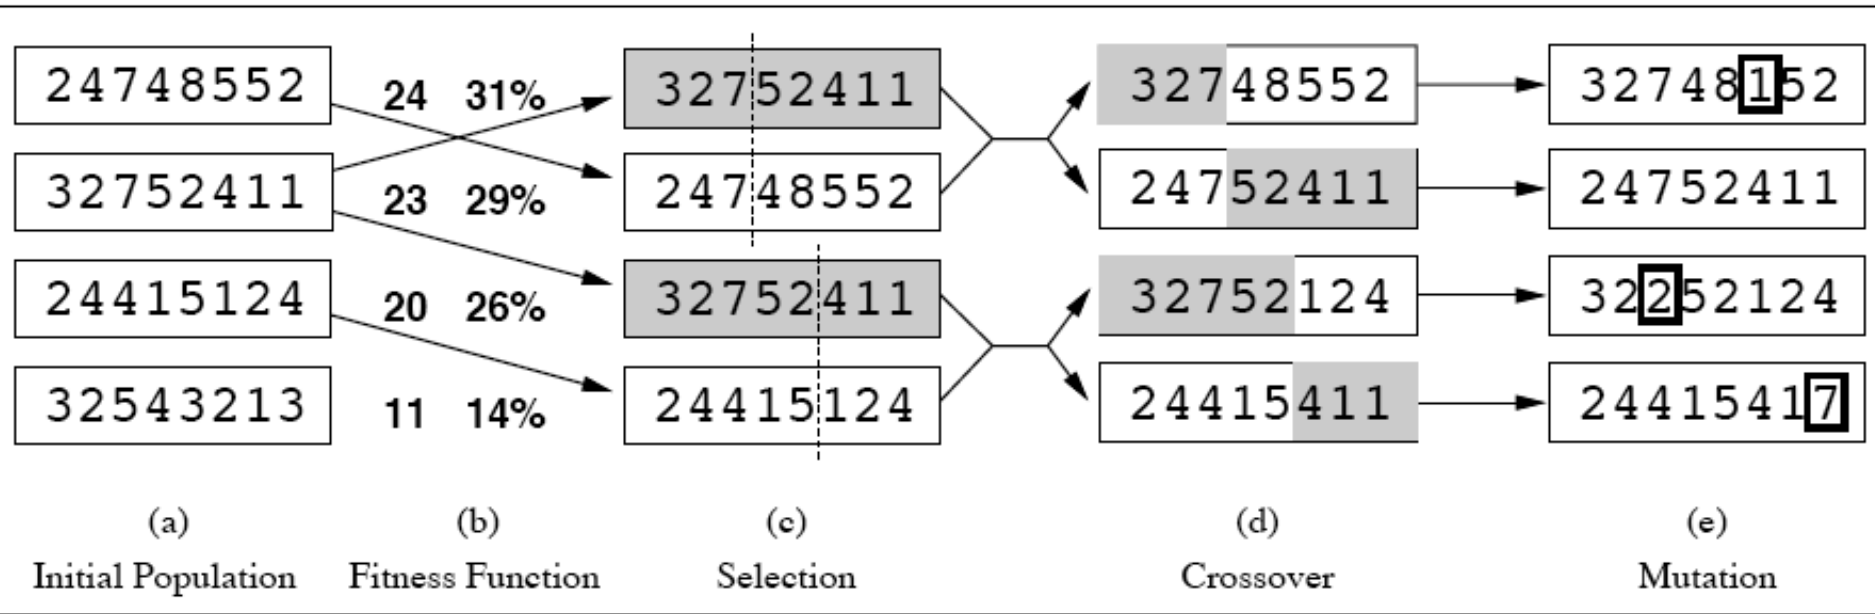 24748552 24 31% 32752411 32748552 32748152
32752411 23 29% 24748552 24752411 24752411
24415124 20 26% 32752411 32752124 32252124
32543213 11 14% 24415124 24415411 24415417
(a) (b) (c) (d) (e)
Initial Population Fitness Function Selection Crossover Mutation